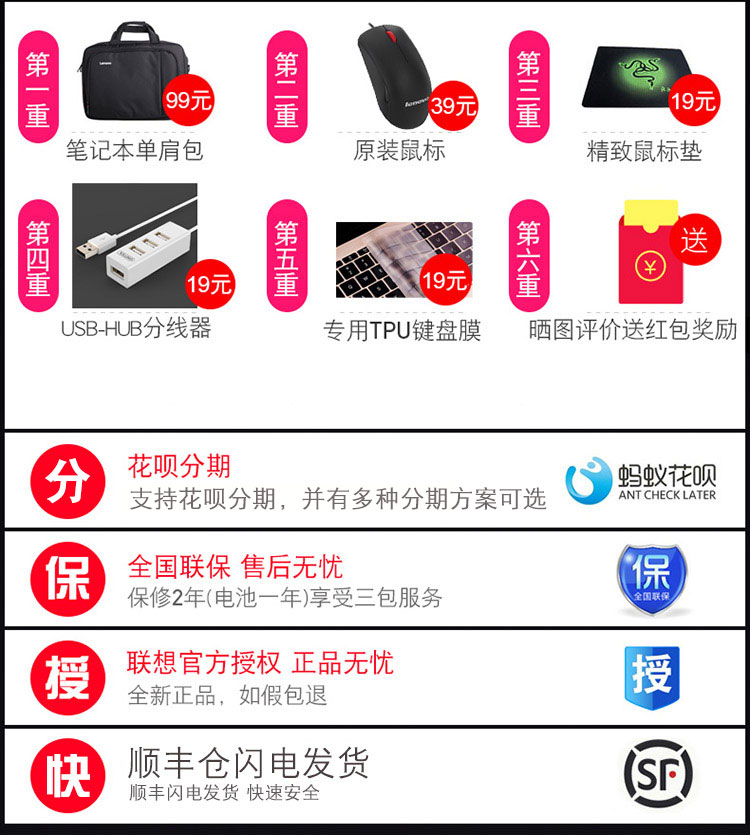 第一重
Lenovo
99元
笔记本单肩包
第二重
lenovo
39元
原装鼠标
第三重
19元
精致鼠标垫
第四重
19元
USB-HUB分线器
第五重
19元
专用TPU键盘膜
第六重
送
¥
晒图评价送红包奖励
分
花呗分期
支持花呗分期，并有多种分期方案可选
蚂蚁花呗
ANT CHECK LATER
保
全国联保 售后无忧
保修2年(电池一年)享受三包服务
保
全国联保
授
联想官方授权 正品无忧
全新正品，如假包退
授
快
顺丰仓闪电发货
顺丰闪电发货 快速安全
SF